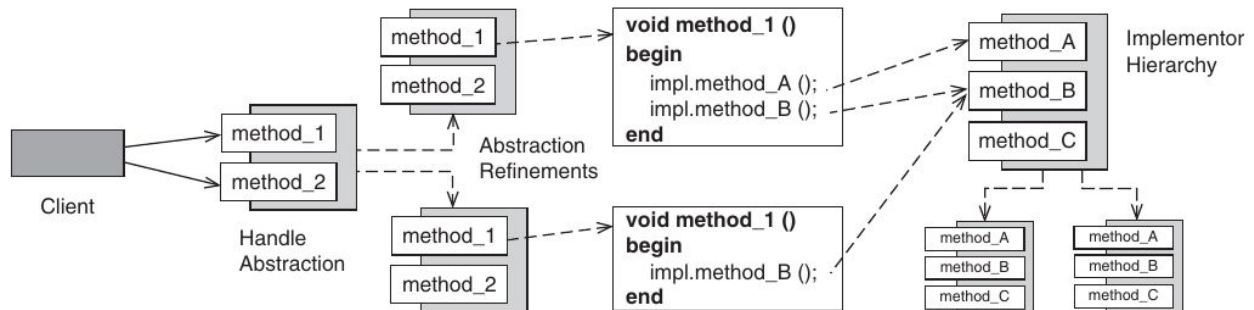 method_1
method_2
void method_1 ()
begin
impl.method_A ();
impl.method_B ();
end
method_A
method_B
method_C
Implementor
Hierarchy
method_1
method_2
Abstraction
Refinements
Client
Handle
Abstraction
method_1
method_2
void method_1 ()
begin
impl.method_B ();
end
method_A
method_B
method_C
method_A
method_B
method_C